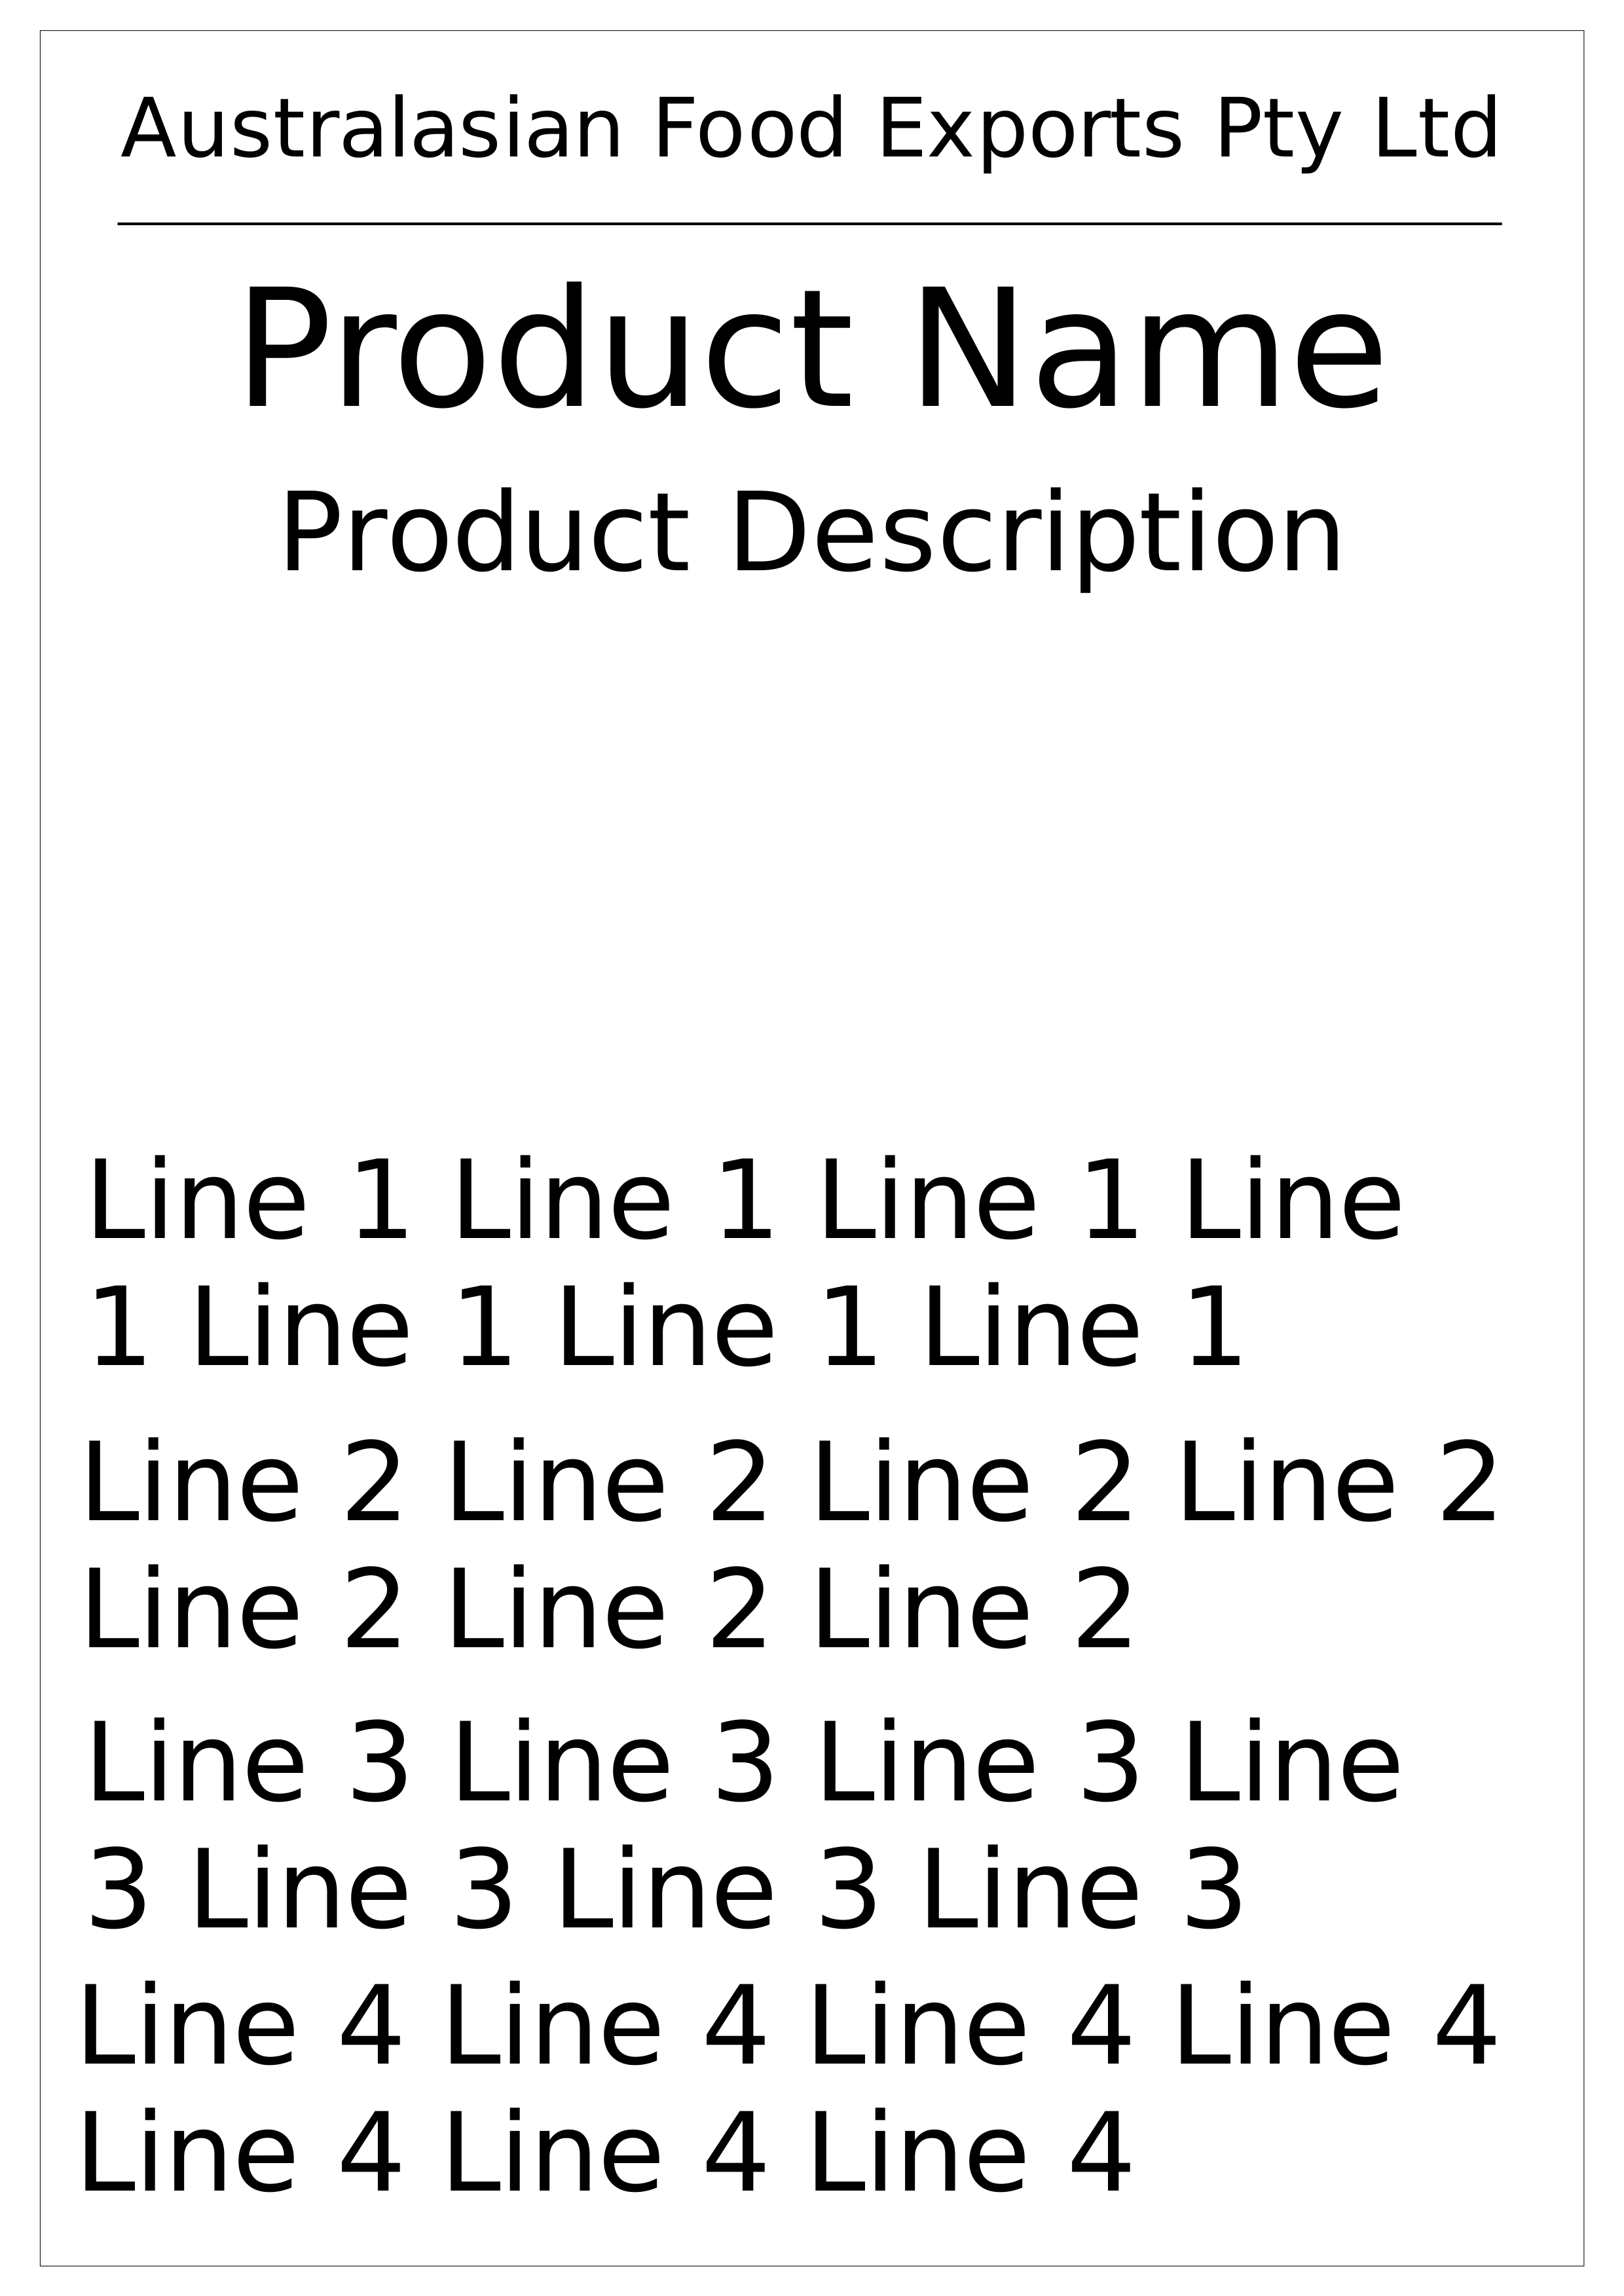 Australasian Food Exports Pty Ltd
Product Name
Product Description
Line 1 Line 1 Line 1 Line
1 Line 1 Line 1 Line 1
Line 2 Line 2 Line 2 Line 2
Line 2 Line 2 Line 2
Line 3 Line 3 Line 3 Line
3 Line 3 Line 3 Line 3
Line 4 Line 4 Line 4 Line 4
Line 4 Line 4 Line 4